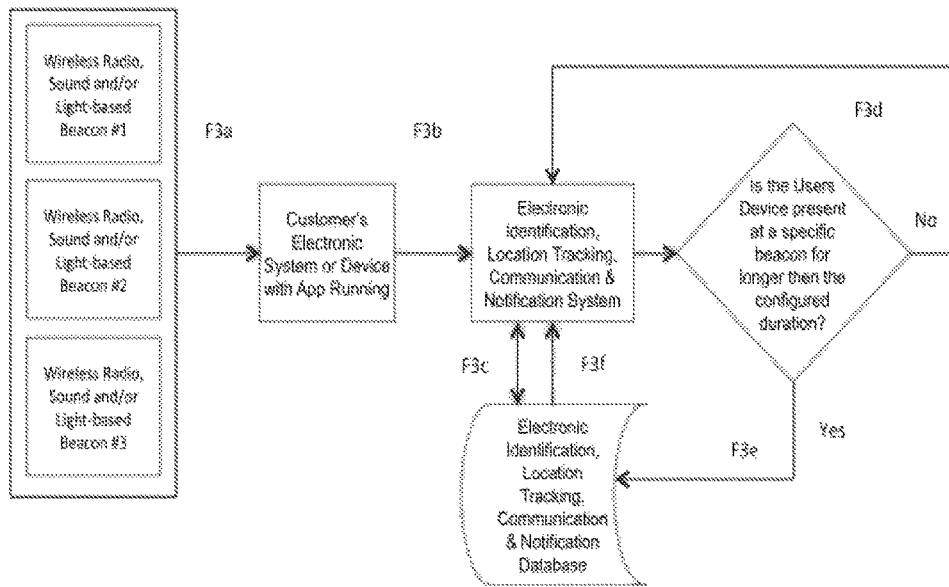 Wireless Radio,
Sound and/or
Light-based
Beacon #1
Wireless Radio,
Sound and/or
Light-based
Beacon #2
Wireless Radio,
Sound and/or
Light-based
Beacon #3
F3a
Customer's
Electronic
System or Device
with App Running
F3b
Electronic
Identification,
Location Tracking,
Communication &
Notification System
F3c
F3f
Electronic
Identification,
Location
Tracking,
Communication
& Notification
Database
F3d
Is the Users
Device present
at a specific
beacon for
longer then the
configured
duration?
No
Yes
F3e